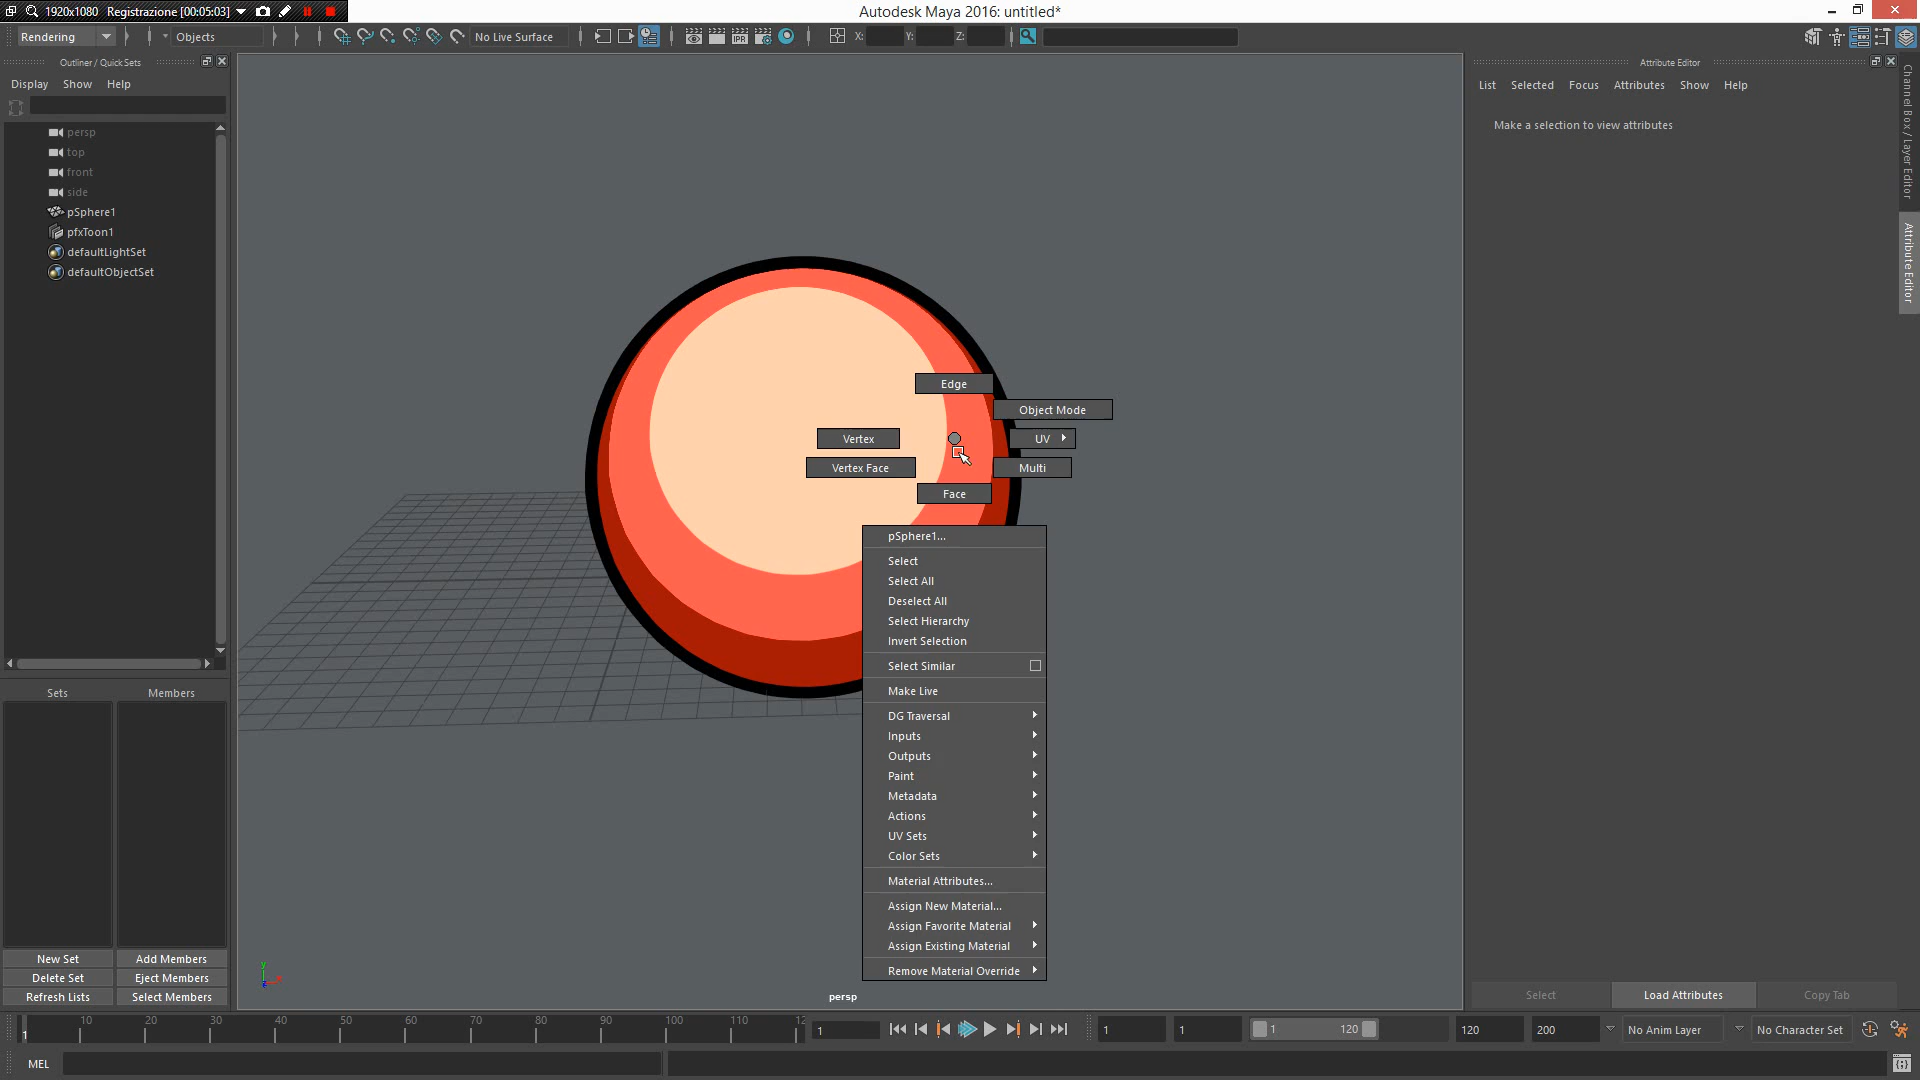 1920x1080 Registrazione [00:05:03]
Autodesk Maya 2016: untitled*
Rendering
Objects
No Live Surface
X:
Y:
Z:
Outliner / Quick Sets
Display Show Help
persp
top
front
side
pSphere1
pfxToon1
defaultLightSet
defaultObjectSet
Sets
Members
New Set
Add Members
Delete Set
Eject Members
Refresh Lists
Select Members
Edge
Object Mode
Vertex
UV
Vertex Face
Multi
Face
pSphere1...
Select
Select All
Deselect All
Select Hierarchy
Invert Selection
Select Similar
Make Live
DG Traversal
Inputs
Outputs
Paint
Metadata
Actions
UV Sets
Color Sets
Material Attributes...
Assign New Material...
Assign Favorite Material
Assign Existing Material
Remove Material Override
y
persp
Attribute Editor
List Selected Focus Attributes Show Help
Make a selection to view attributes
Channel Box / Layer Editor
Attribute Editor
Select
Load Attributes
Copy Tab
1
10 20 30 40 50 60 70 80 90 100 110 12
1
1
1
1 120
120
200
No Anim Layer
No Character Set
MEL